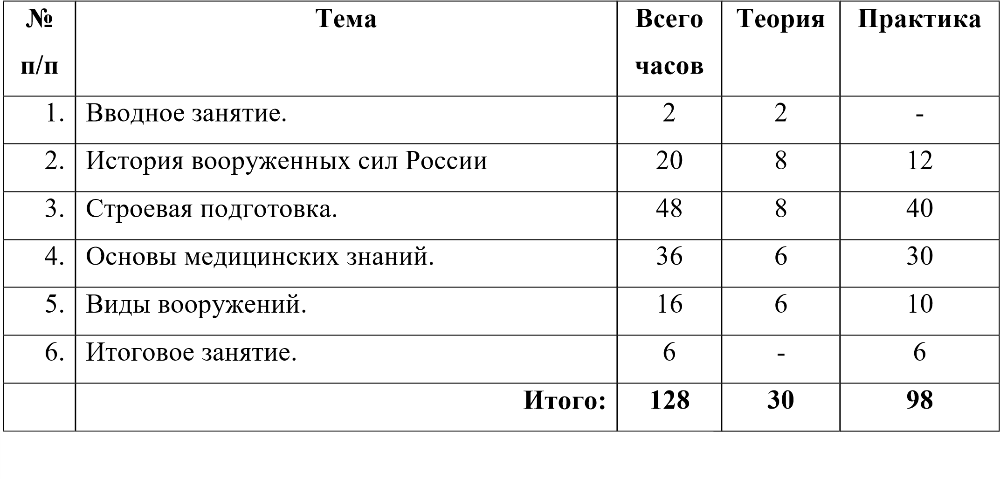 № п/п Тема Всего часов Теория Практика
1. Вводное занятие. 2 2 -
2. История вооруженных сил России 20 8 12
3. Строевая подготовка. 48 8 40
4. Основы медицинских знаний. 36 6 30
5. Виды вооружений. 16 6 10
6. Итоговое занятие. 6 - 6
Итого: 128 30 98